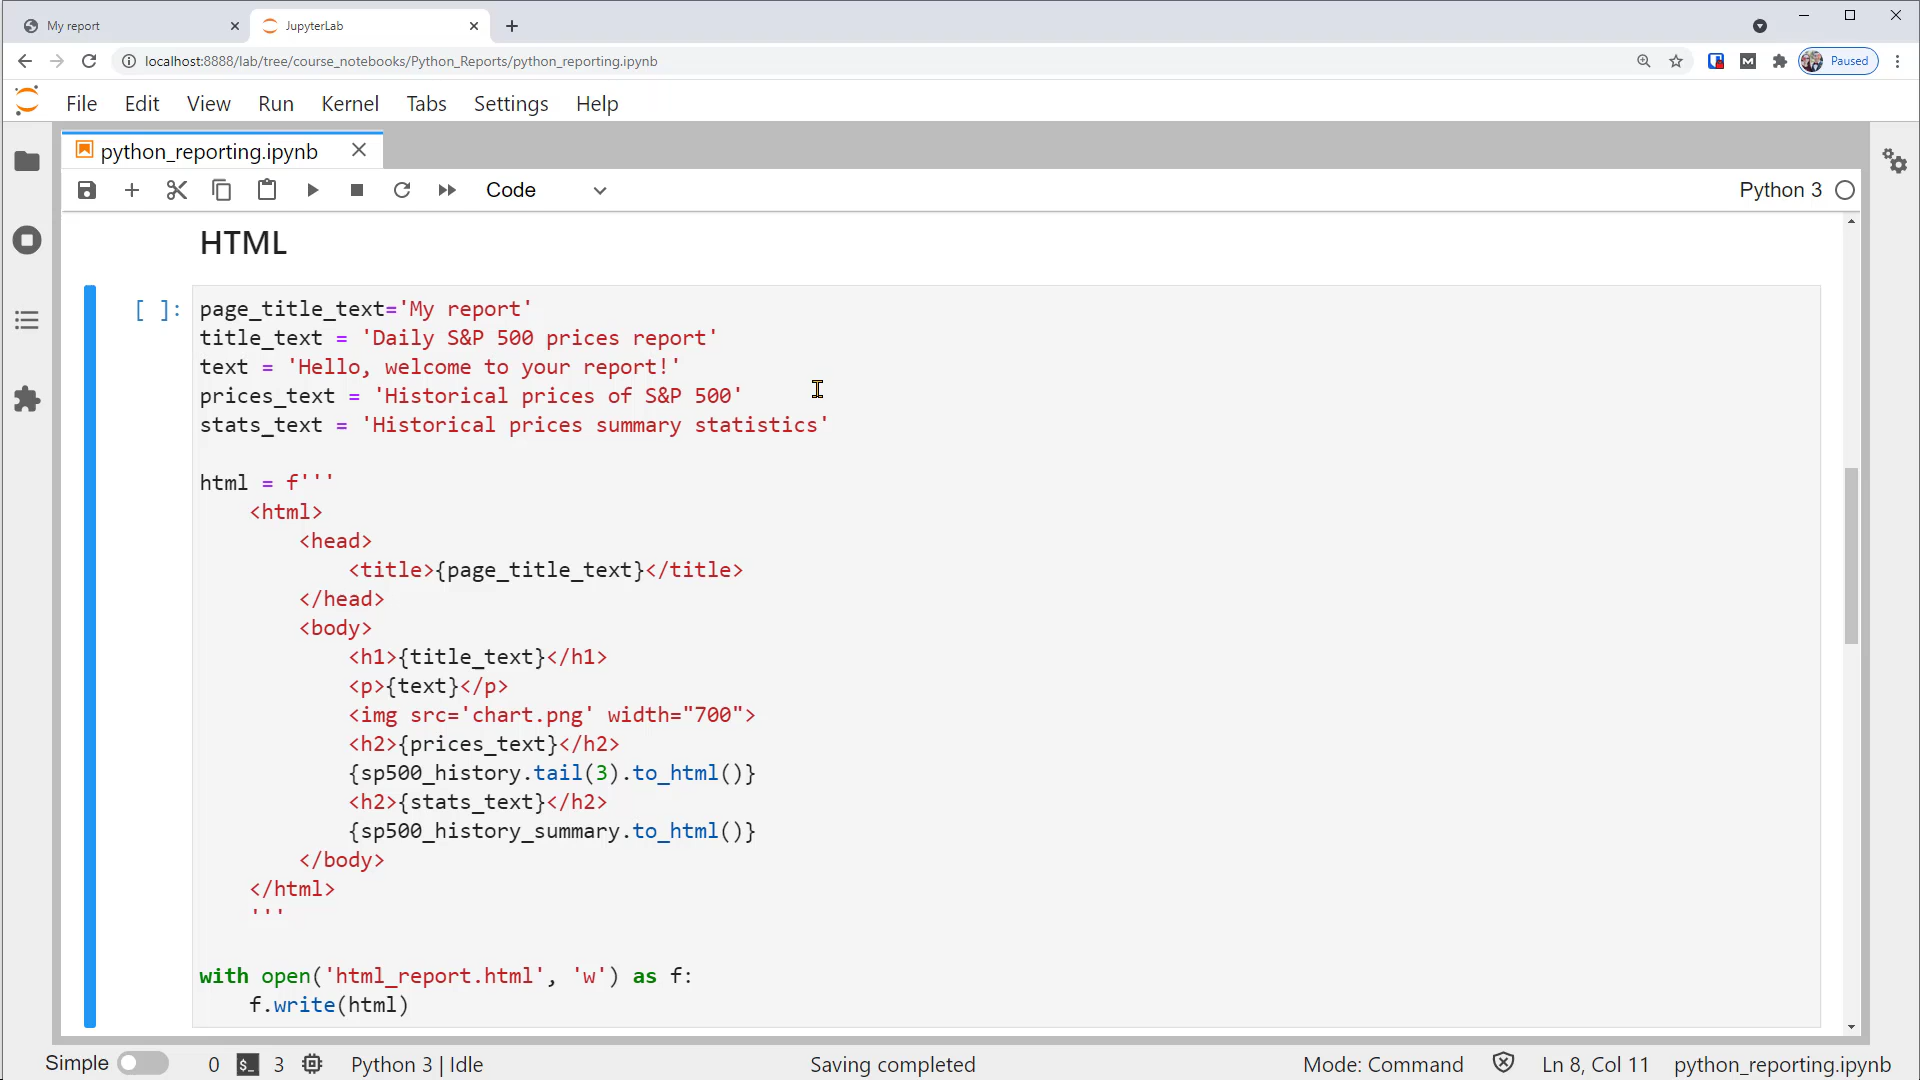 My report
JupyterLab
localhost:8888/lab/tree/course_notebooks/Python_Reports/python_reporting.ipynb
M
Paused
File Edit View Run Kernel Tabs Settings Help
python_reporting.ipynb
Code
Python 3
HTML
[ ]:
page_title_text='My report'
title_text = 'Daily S&P 500 prices report'
text = 'Hello, welcome to your report!'
prices_text = 'Historical prices of S&P 500'
stats_text = 'Historical prices summary statistics'
html = f'''
<html>
<head>
<title>{page_title_text}</title>
</head>
<body>
<h1>{title_text}</h1>
<p>{text}</p>
<img src='chart.png' width="700">
<h2>{prices_text}</h2>
{sp500_history.tail(3).to_html()}
<h2>{stats_text}</h2>
{sp500_history_summary.to_html()}
</body>
</html>
'''
with open('html_report.html', 'w') as f:
f.write(html)
Simple 0 $_ 3 Python 3 | Idle Saving completed Mode: Command Ln 8, Col 11 python_reporting.ipynb